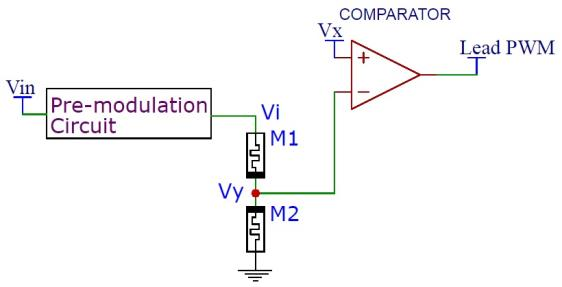 COMPARATOR
Vx
+
Lead PWM
Vin
Pre-modulation
Circuit
−
Vi
M1
Vy
M2